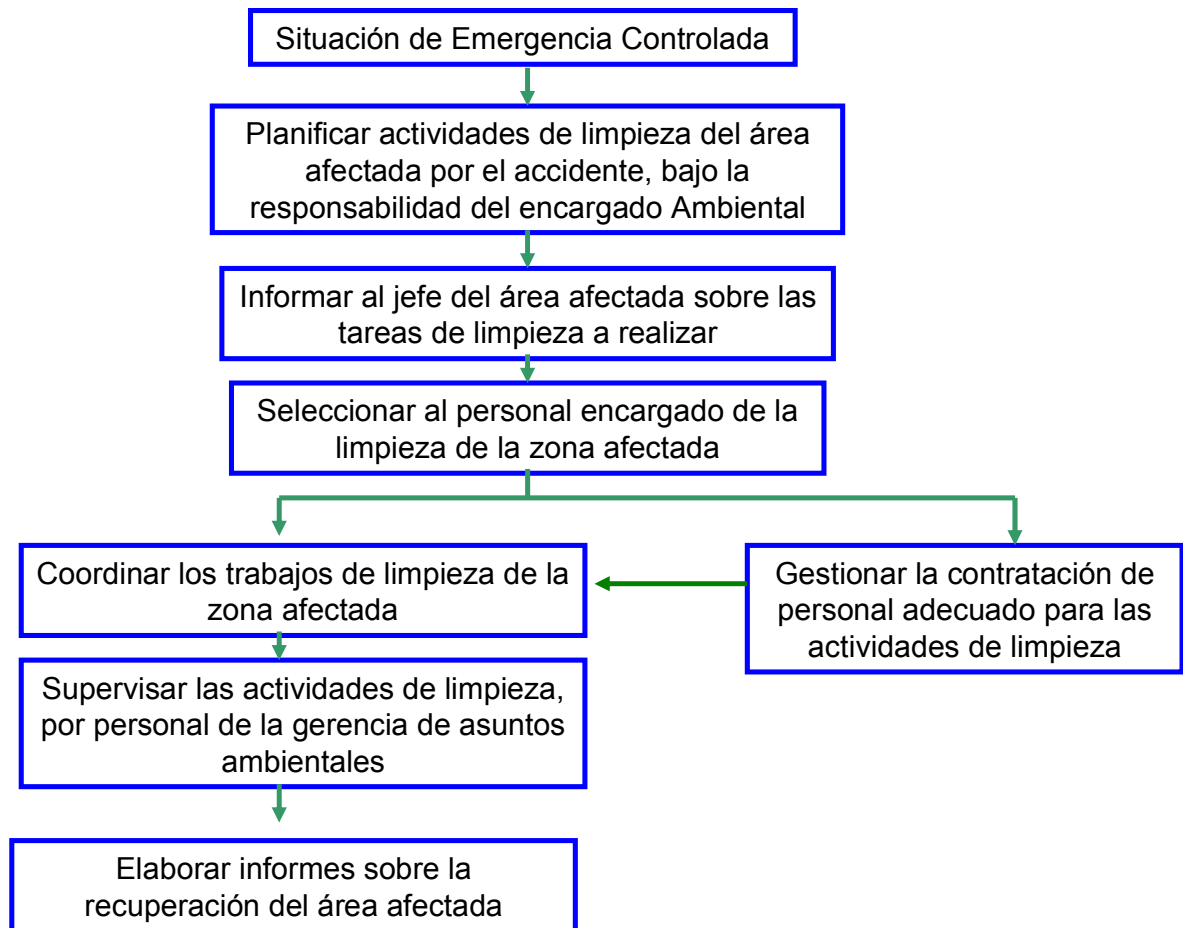 Situación de Emergencia Controlada
Planificar actividades de limpieza del área
afectada por el accidente, bajo la
responsabilidad del encargado Ambiental
Informar al jefe del área afectada sobre las
tareas de limpieza a realizar
Seleccionar al personal encargado de la
limpieza de la zona afectada
Coordinar los trabajos de limpieza de la
zona afectada
Gestionar la contratación de
personal adecuado para las
actividades de limpieza
Supervisar las actividades de limpieza,
por personal de la gerencia de asuntos
ambientales
Elaborar informes sobre la
recuperación del área afectada